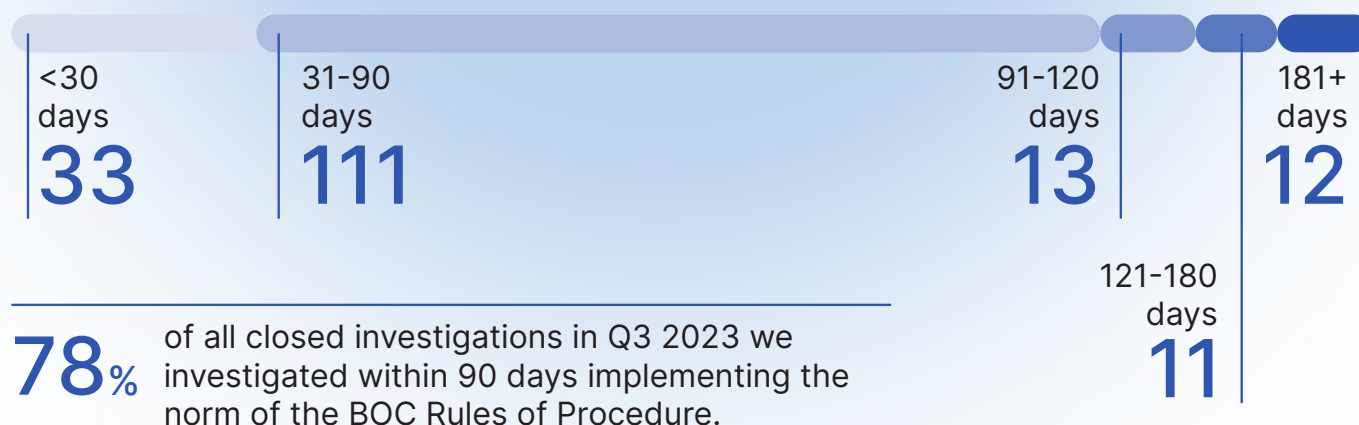 <30
days
33
31-90
days
111
91-120
days
13
181+
days
12
121-180
days
11
78%
of all closed investigations in Q3 2023 we
investigated within 90 days implementing the
norm of the BOC Rules of Procedure.